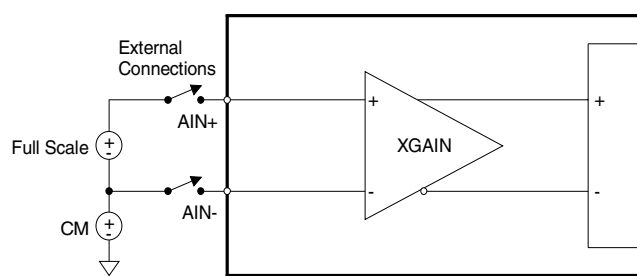 External
Connections
AIN+
Full Scale
+
-
AIN-
CM
+
-
+
XGAIN
-
+
-